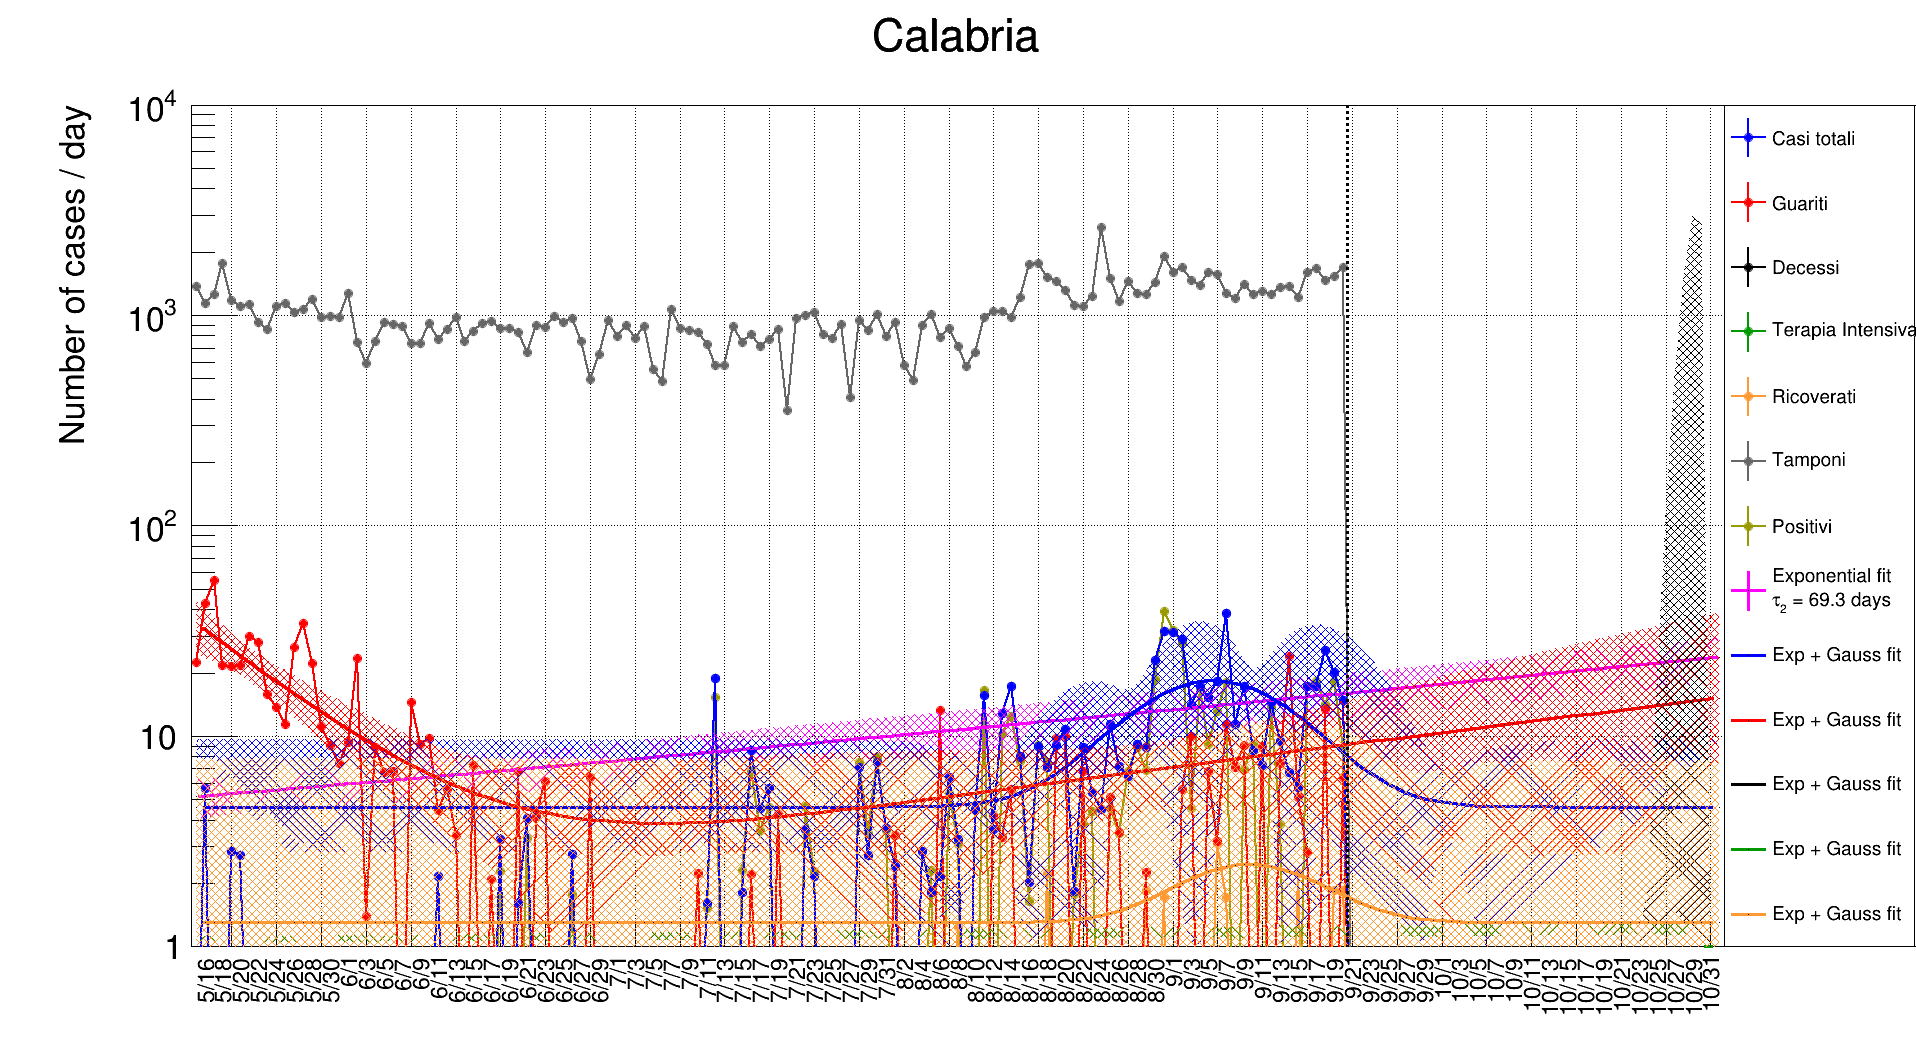 Calabria
Number of cases / day
10^4
10^3
10^2
10
1
5/16 5/18 5/20 5/22 5/24 5/26 5/28 5/30 6/1 6/3 6/5 6/7 6/9 6/11 6/13 6/15 6/17 6/19 6/21 6/23 6/25 6/27 6/29 7/1 7/3 7/5 7/7 7/9 7/11 7/13 7/15 7/17 7/19 7/21 7/23 7/25 7/27 7/29 7/31 8/2 8/4 8/6 8/8 8/10 8/12 8/14 8/16 8/18 8/20 8/22 8/24 8/26 8/28 8/30 9/1 9/3 9/5 9/7 9/9 9/11 9/13 9/15 9/17 9/19 9/21 9/23 9/25 9/27 9/29 10/1 10/3 10/5 10/7 10/9 10/11 10/13 10/15 10/17 10/19 10/21 10/23 10/25 10/27 10/29 10/31
Casi totali
Guariti
Decessi
Terapia Intensiva
Ricoverati
Tamponi
Positivi
Exponential fit
τ₂ = 69.3 days
Exp + Gauss fit
Exp + Gauss fit
Exp + Gauss fit
Exp + Gauss fit
Exp + Gauss fit